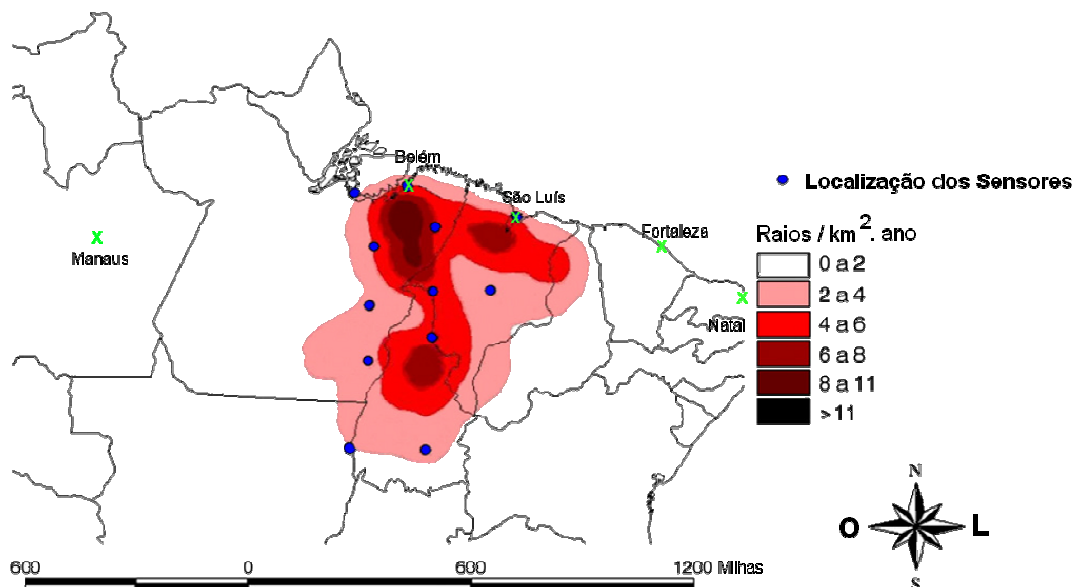 Belém
São Luís
Fortaleza
Manaus
Natal
Localização dos Sensores
Raios / km². ano
0 a 2
2 a 4
4 a 6
6 a 8
8 a 11
>11
N
O
L
S
600 0 600 1200 Milhas